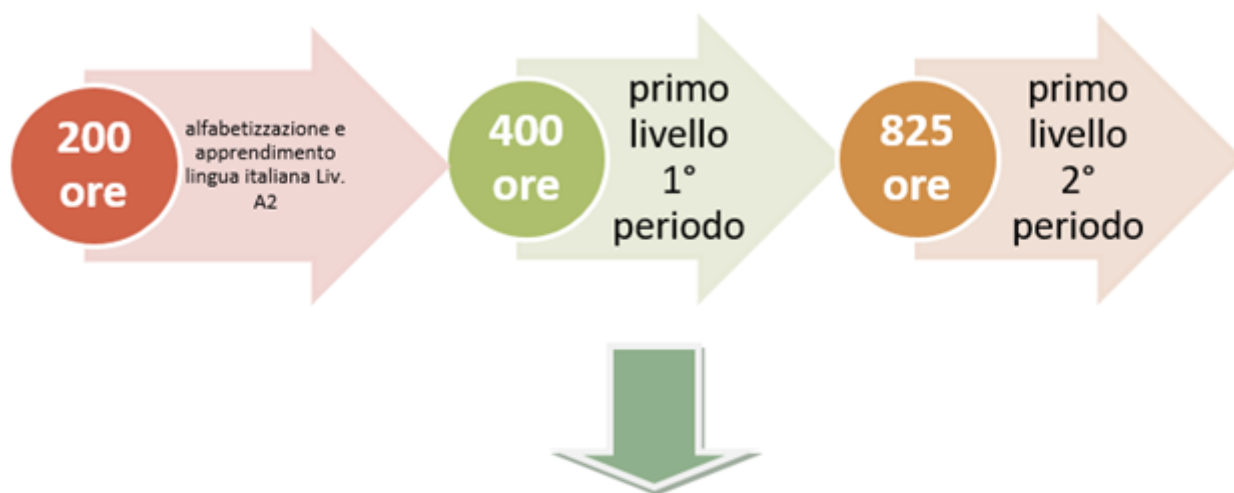 200
ore
alfabetizzazione e
apprendimento
lingua italiana Liv.
A2
400
ore
primo
livello
1°
periodo
825
ore
primo
livello
2°
periodo